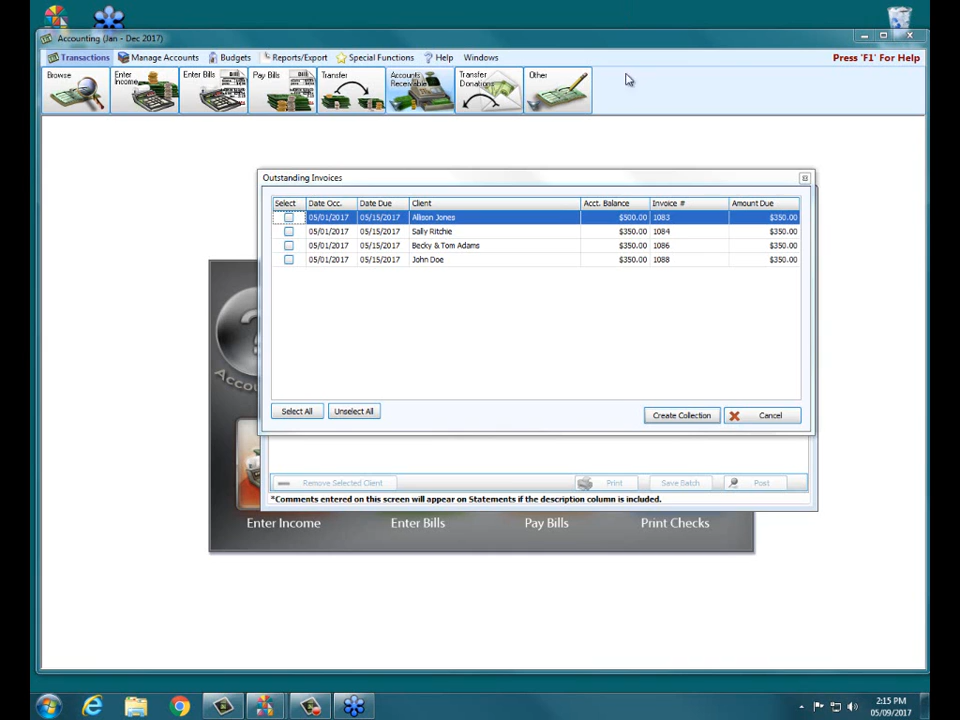 Accounting (Jan - Dec 2017)
Transactions Manage Accounts Budgets Reports/Export Special Functions Help Windows Press 'F1' For Help
Browse
Enter Income
Enter Bills
Pay Bills
Transfer
Accounts Receivable
Transfer Donations
Other
Outstanding Invoices
Select Date Occ. Date Due Client Acct. Balance Invoice # Amount Due
05/01/2017 05/15/2017 Allison Jones $500.00 1083 $350.00
05/01/2017 05/15/2017 Sally Ritchie $350.00 1084 $350.00
05/01/2017 05/15/2017 Becky & Tom Adams $350.00 1086 $350.00
05/01/2017 05/15/2017 John Doe $350.00 1088 $350.00
Select All Unselect All Create Collection Cancel
Accou
Remove Selected Client Print Save Batch Post
*Comments entered on this screen will appear on Statements if the description column is included.
Enter Income Enter Bills Pay Bills Print Checks
2:15 PM
05/09/2017